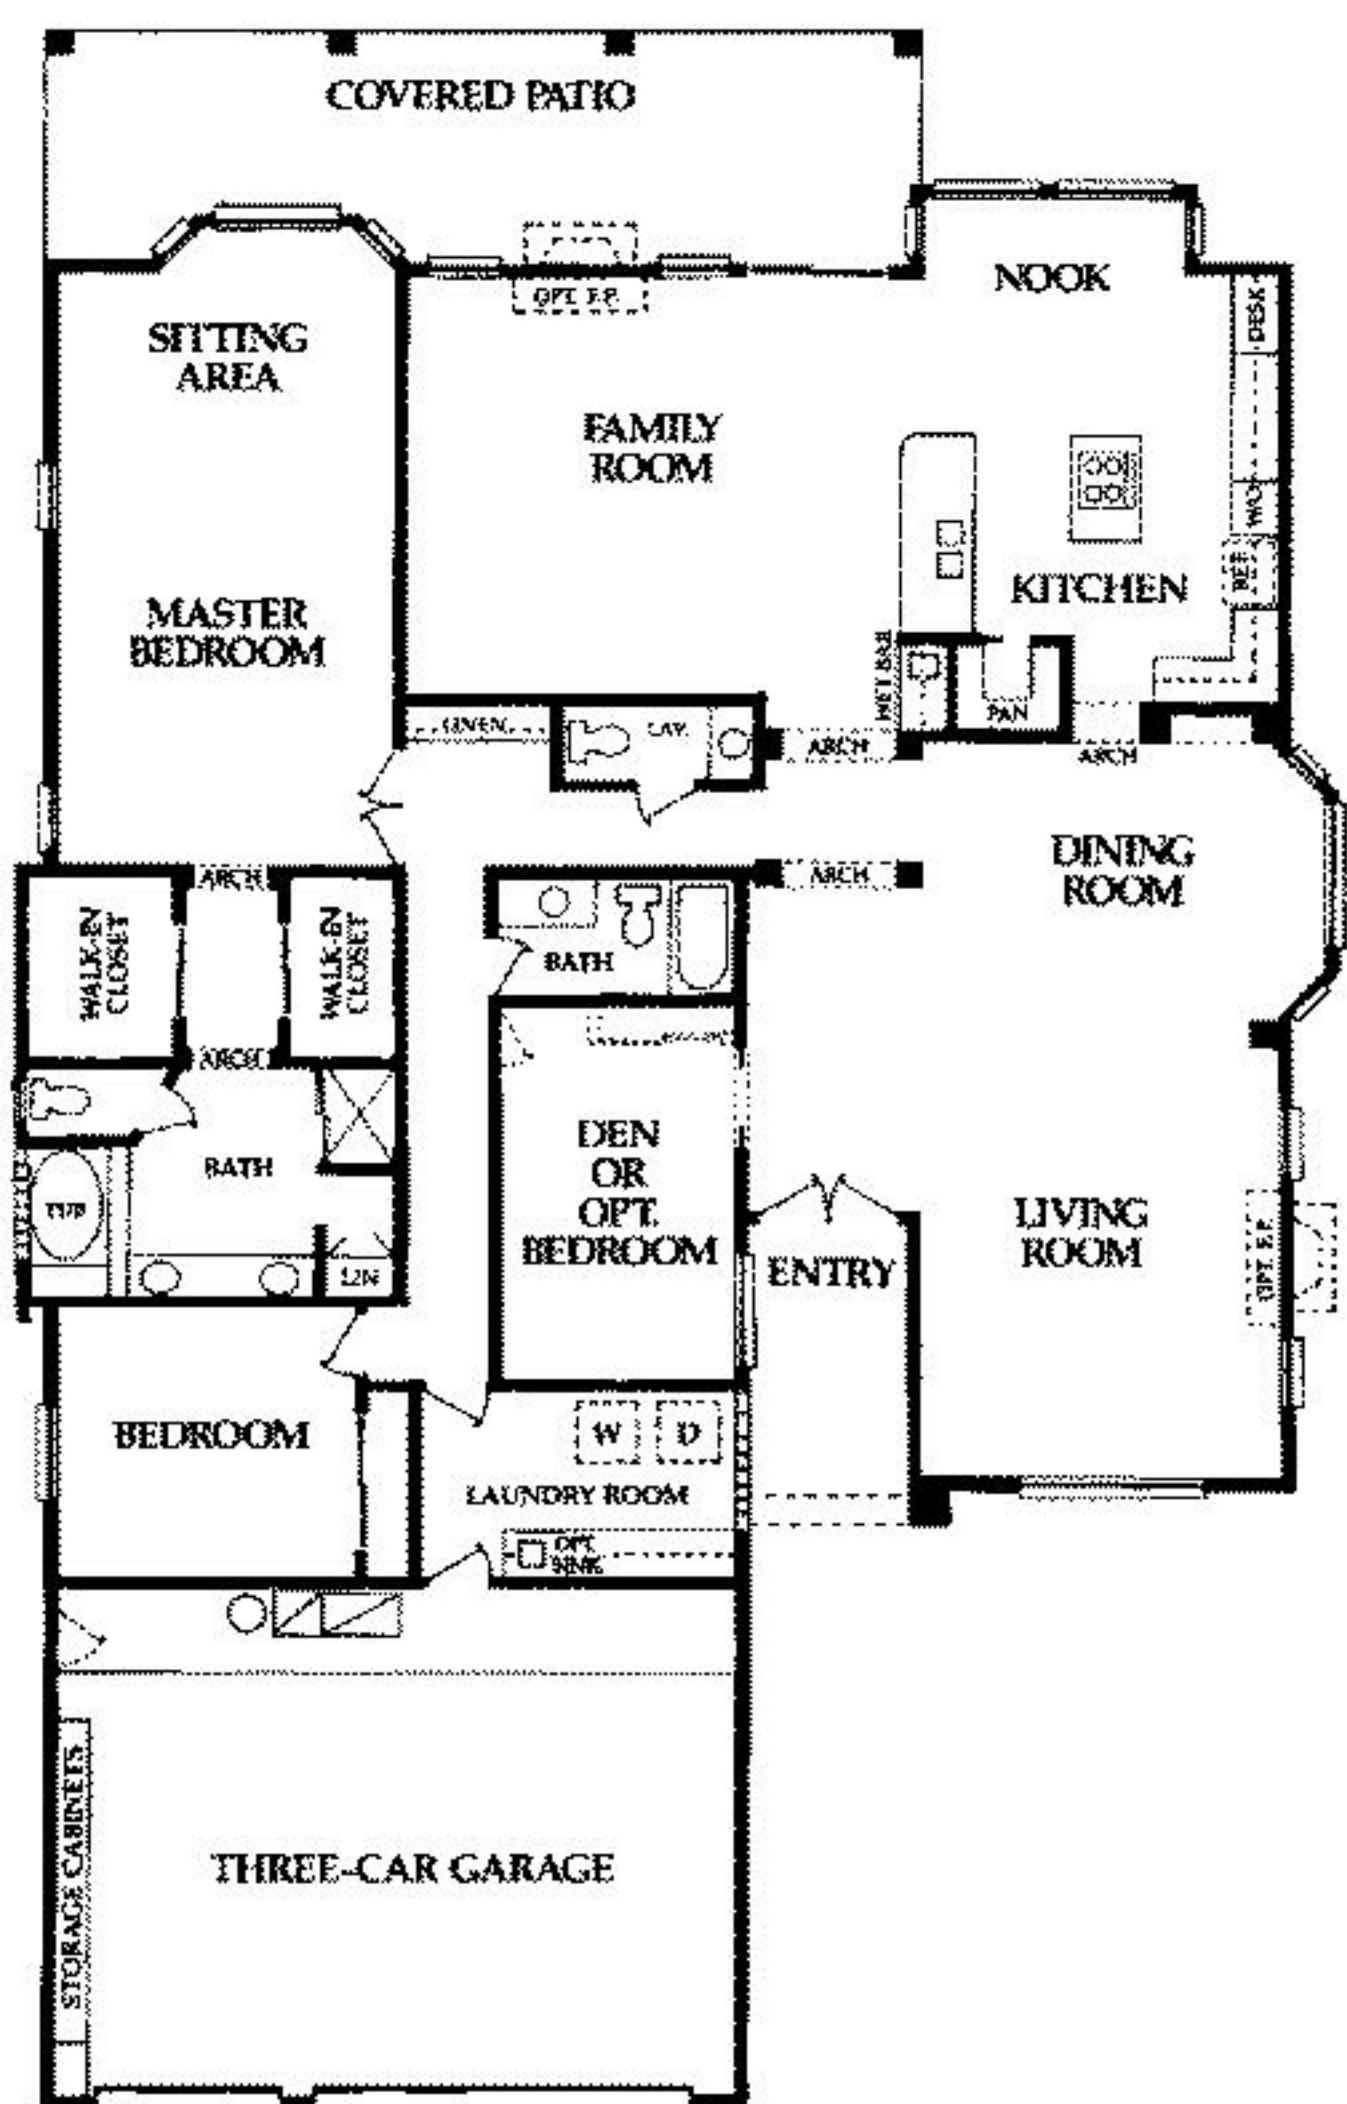 COVERED PATIO
OPT. F.P.
NOOK
DESK
SITTING
AREA
FAMILY
ROOM
W/O
REF.
KITCHEN
MASTER
BEDROOM
WET BAR
PAN
LINEN
LAV.
ARCH
ARCH
DINING
ROOM
ARCH
ARCH
WALK-IN
CLOSET
WALK-IN
CLOSET
BATH
ARCH
DEN
OR
OPT.
BEDROOM
BATH
TUB
LIN
ENTRY
LIVING
ROOM
OPT. F.P.
BEDROOM
W
D
LAUNDRY ROOM
OPT.
SINK
STORAGE CABINETS
THREE-CAR GARAGE